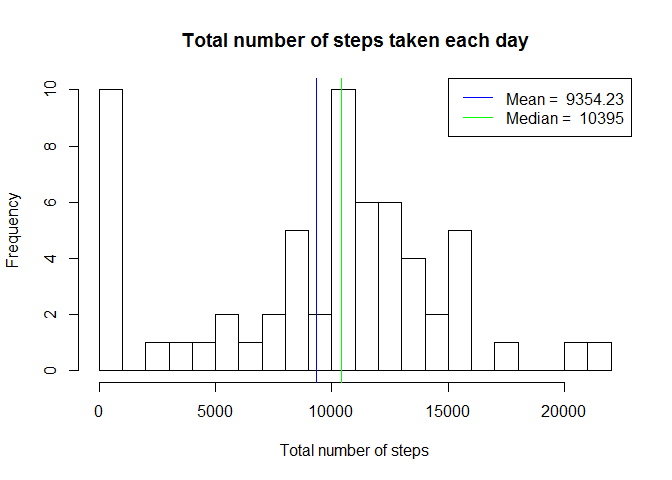 Total number of steps taken each day
Mean = 9354.23
Median = 10395
Frequency
10
8
6
4
2
0
0 5000 10000 15000 20000
Total number of steps